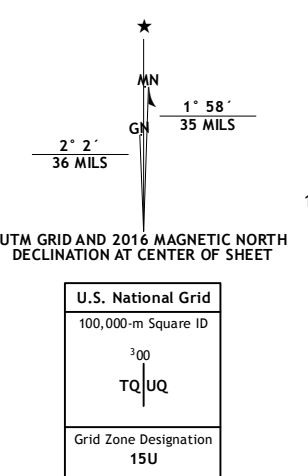 ★
MN
1° 58´
35 MILS
GN
2° 2´
36 MILS
UTM GRID AND 2016 MAGNETIC NORTH
DECLINATION AT CENTER OF SHEET
U.S. National Grid
100,000-m Square ID
³00
TQ UQ
Grid Zone Designation
15U